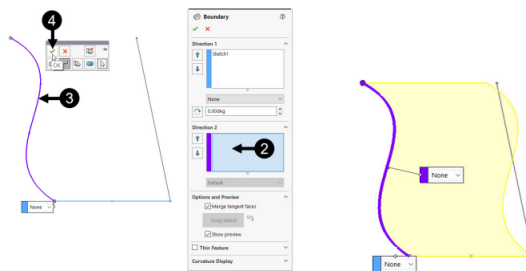 4
OK
3
None
Boundary
Direction 1
Sketch1
None
0.00deg
Direction 2
2
Default
Options and Preview
Merge tangent faces
Drag Sketch
Show preview
Thin Feature
Curvature Display
None
None